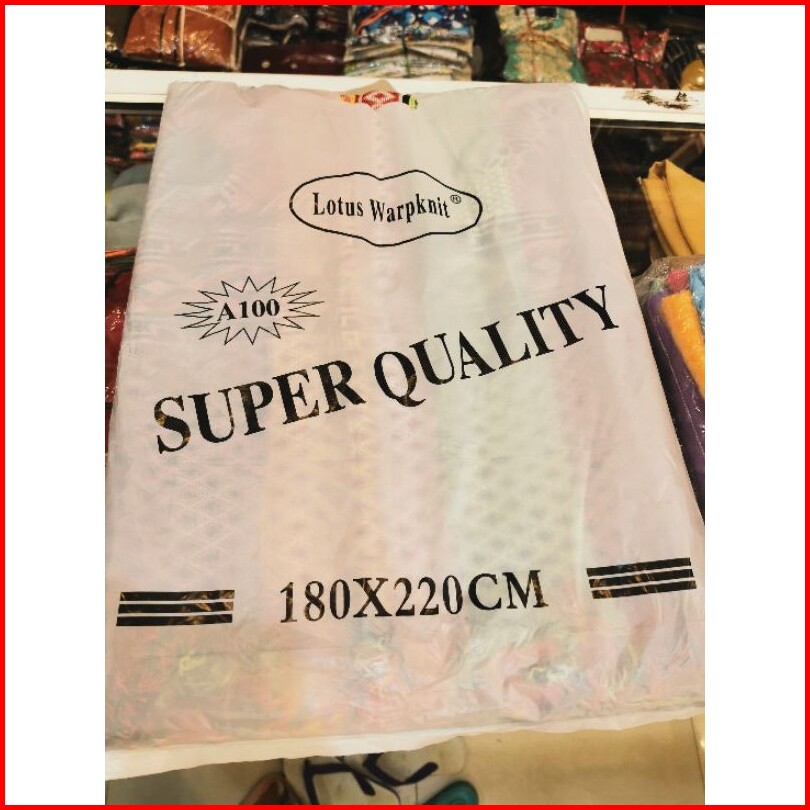 Lotus Warpknit®
A100
SUPER QUALITY
180X220CM